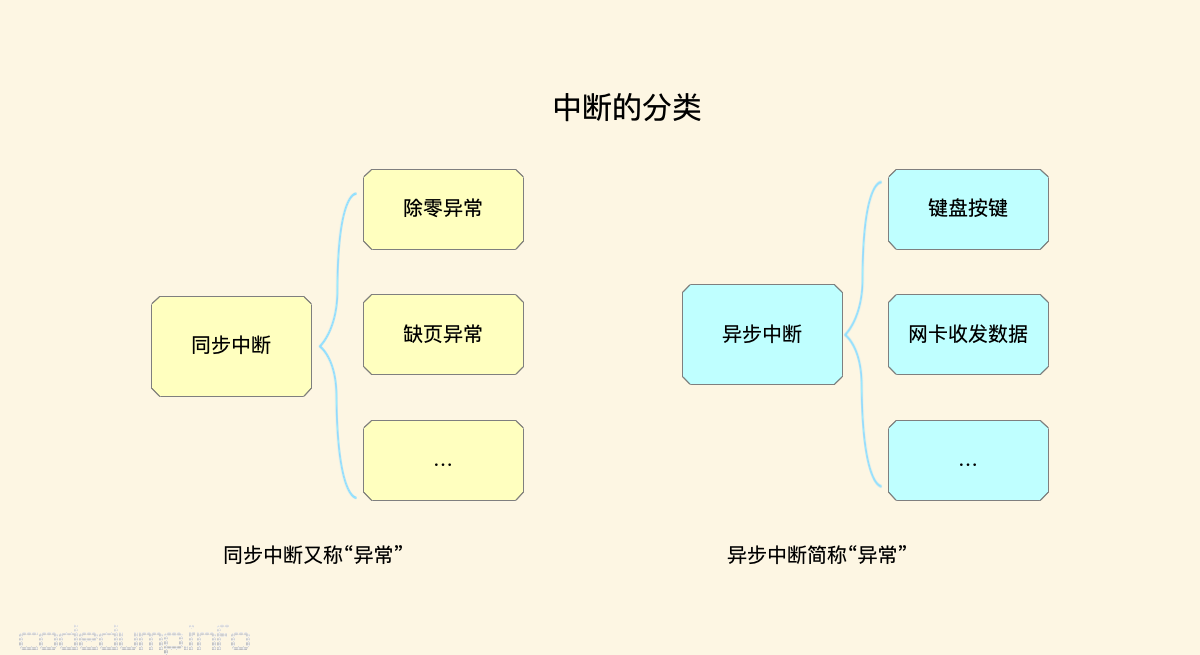 中断的分类
同步中断
除零异常
缺页异常
...
同步中断又称“异常”
异步中断
键盘按键
网卡收发数据
...
异步中断简称“异常”
codedump.info